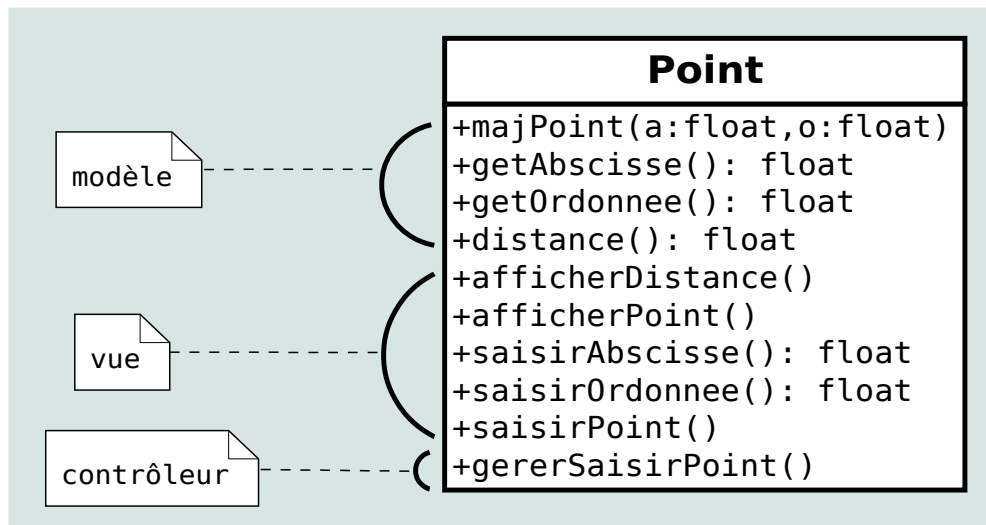 Point
+majPoint(a:float,o:float)
+getAbscisse(): float
+getOrdonnee(): float
+distance(): float
+afficherDistance()
+afficherPoint()
+saisirAbscisse(): float
+saisirOrdonnee(): float
+saisirPoint()
+gererSaisirPoint()
modèle
vue
contrôleur